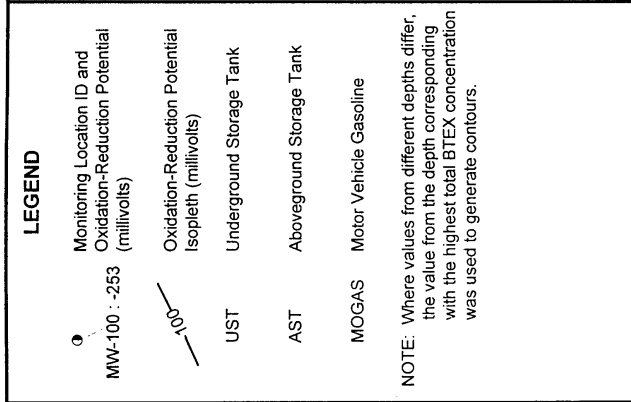 LEGEND
Monitoring Location ID and
Oxidation-Reduction Potential
(millivolts)
MW-100 : -253
-100
Oxidation-Reduction Potential
Isopleth (millivolts)
UST Underground Storage Tank
AST Aboveground Storage Tank
MOGAS Motor Vehicle Gasoline
NOTE: Where values from different depths differ,
the value from the depth corresponding
with the highest total BTEX concentration
was used to generate contours.